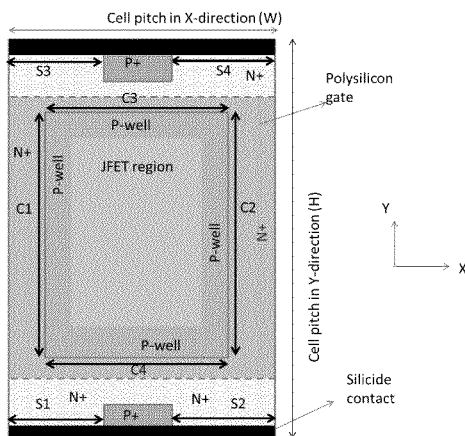 Cell pitch in X-direction (W)
S3
P+
S4
N+
Polysilicon
gate
C3
P-well
N+
JFET region
P-well
C1
C2
P-well
N+
Cell pitch in Y-direction (H)
Y
X
P-well
C4
N+
N+
S1
P+
S2
Silicide
contact